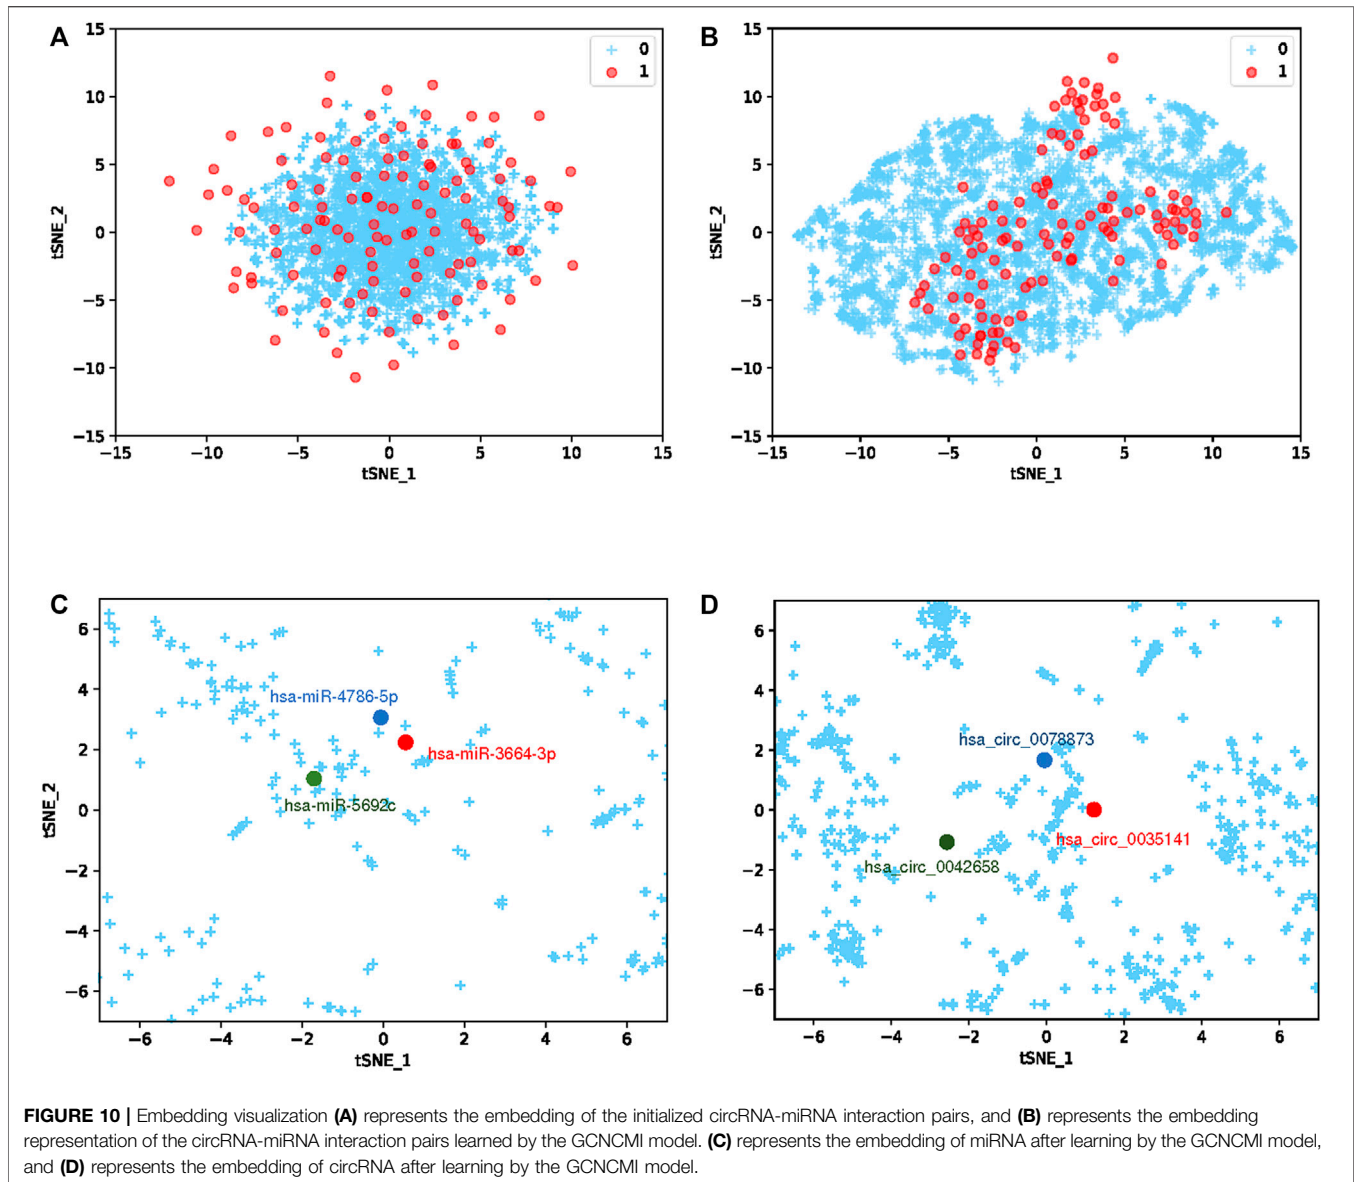 A
B
15
10
5
0
−5
−10
−15
−15 −10 −5 0 5 10 15
tSNE_1
tSNE_2
0
1
15
10
5
0
−5
−10
−15
−15 −10 −5 0 5 10 15
tSNE_1
tSNE_2
0
1
C
D
6
4
2
0
−2
−4
−6
−6 −4 −2 0 2 4 6
tSNE_1
tSNE_2
hsa-miR-4786-5p
hsa-miR-3664-3p
hsa-miR-5692c
6
4
2
0
−2
−4
−6
−6 −4 −2 0 2 4 6
tSNE_1
hsa_circ_0078873
hsa_circ_0035141
hsa_circ_0042658
FIGURE 10 | Embedding visualization (A) represents the embedding of the initialized circRNA-miRNA interaction pairs, and (B) represents the embedding
representation of the circRNA-miRNA interaction pairs learned by the GCNCMI model. (C) represents the embedding of miRNA after learning by the GCNCMI model,
and (D) represents the embedding of circRNA after learning by the GCNCMI model.